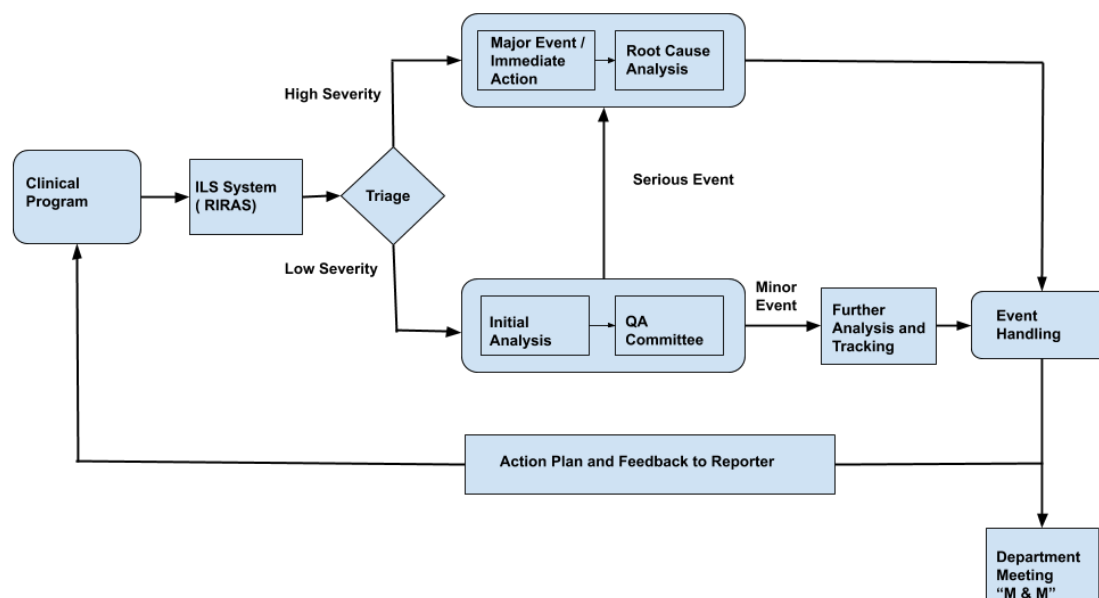 Major Event /
Immediate
Action
Root Cause
Analysis
High Severity
Clinical
Program
ILS System
( RIRAS)
Triage
Serious Event
Low Severity
Initial
Analysis
QA
Committee
Minor
Event
Further
Analysis and
Tracking
Event
Handling
Action Plan and Feedback to Reporter
Department
Meeting
“M & M”